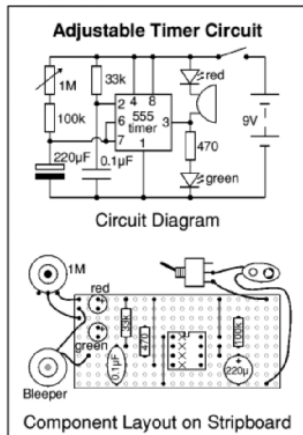 Adjustable Timer Circuit
1M
33k
red
100k
2
4 8
6
555
timer
3
7
1
9V
220µF
0.1µF
470
green
Circuit Diagram
1M
red
green
33k
470
0.1µF
100k
220µ
Bleeper
Component Layout on Stripboard